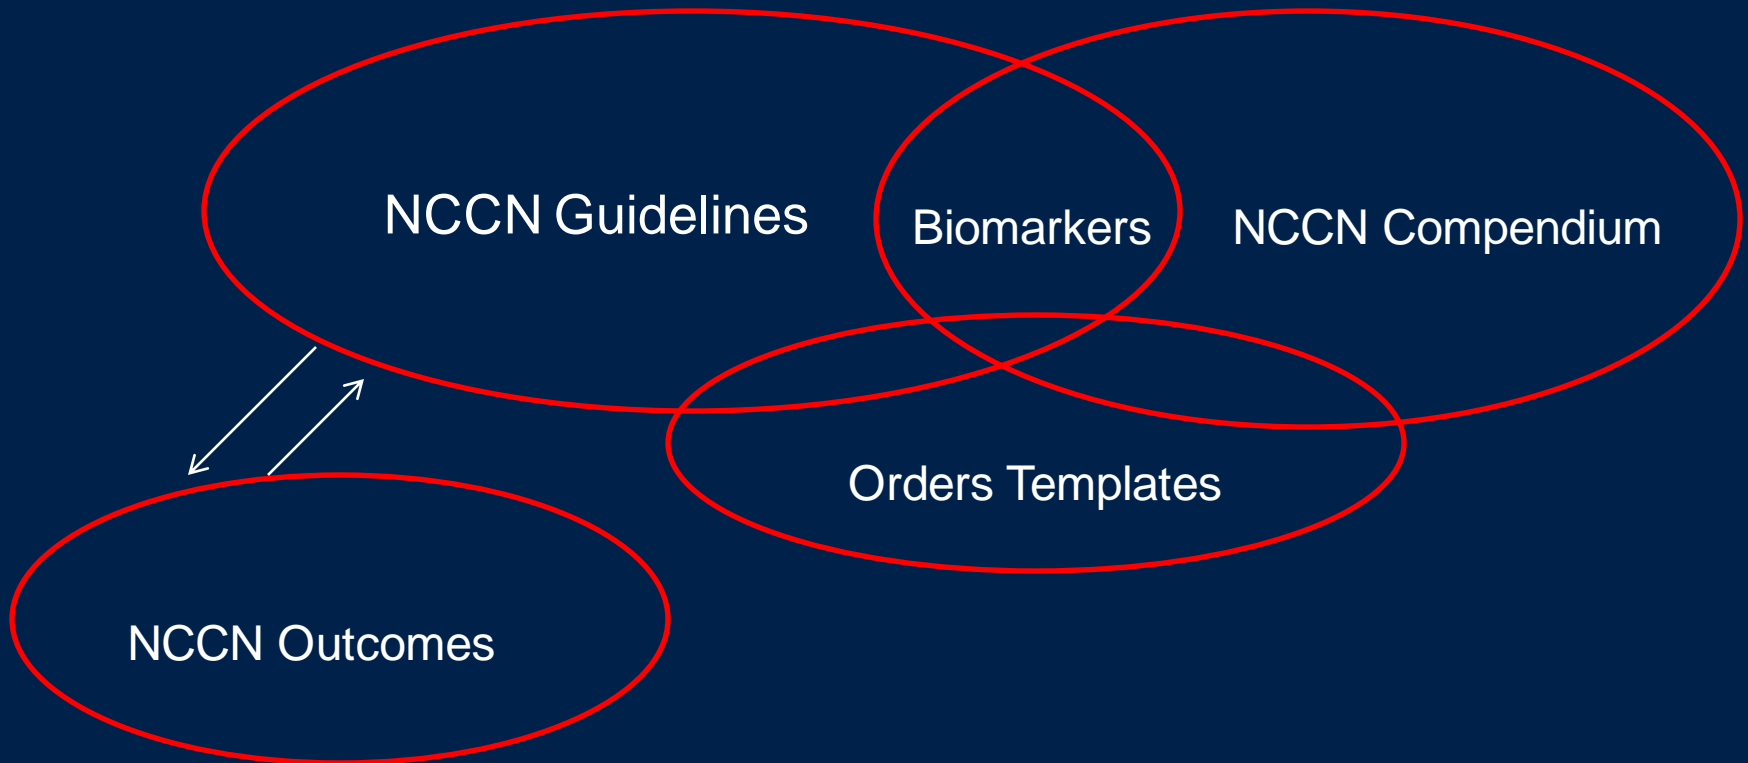 NCCN Guidelines
Biomarkers
NCCN Compendium
Orders Templates
NCCN Outcomes